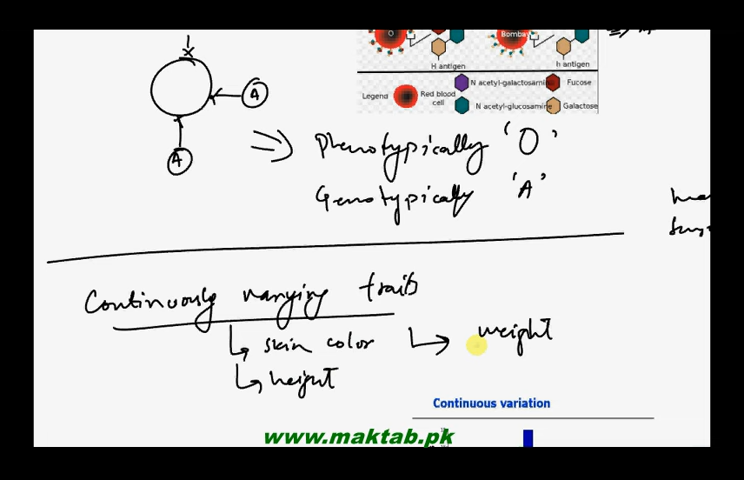 O
Bomba
H antigen
h antigen
Legend
Red blood cell
N acetyl-galactosamine
Fucose
N acetyl-glucosamine
Galactose
A
A
⇒ Phenotypically 'O'
Genotypically 'A'
Continuously varying traits
↳ skin color ↳ weight
↳ height
Continuous variation
www.maktab.pk